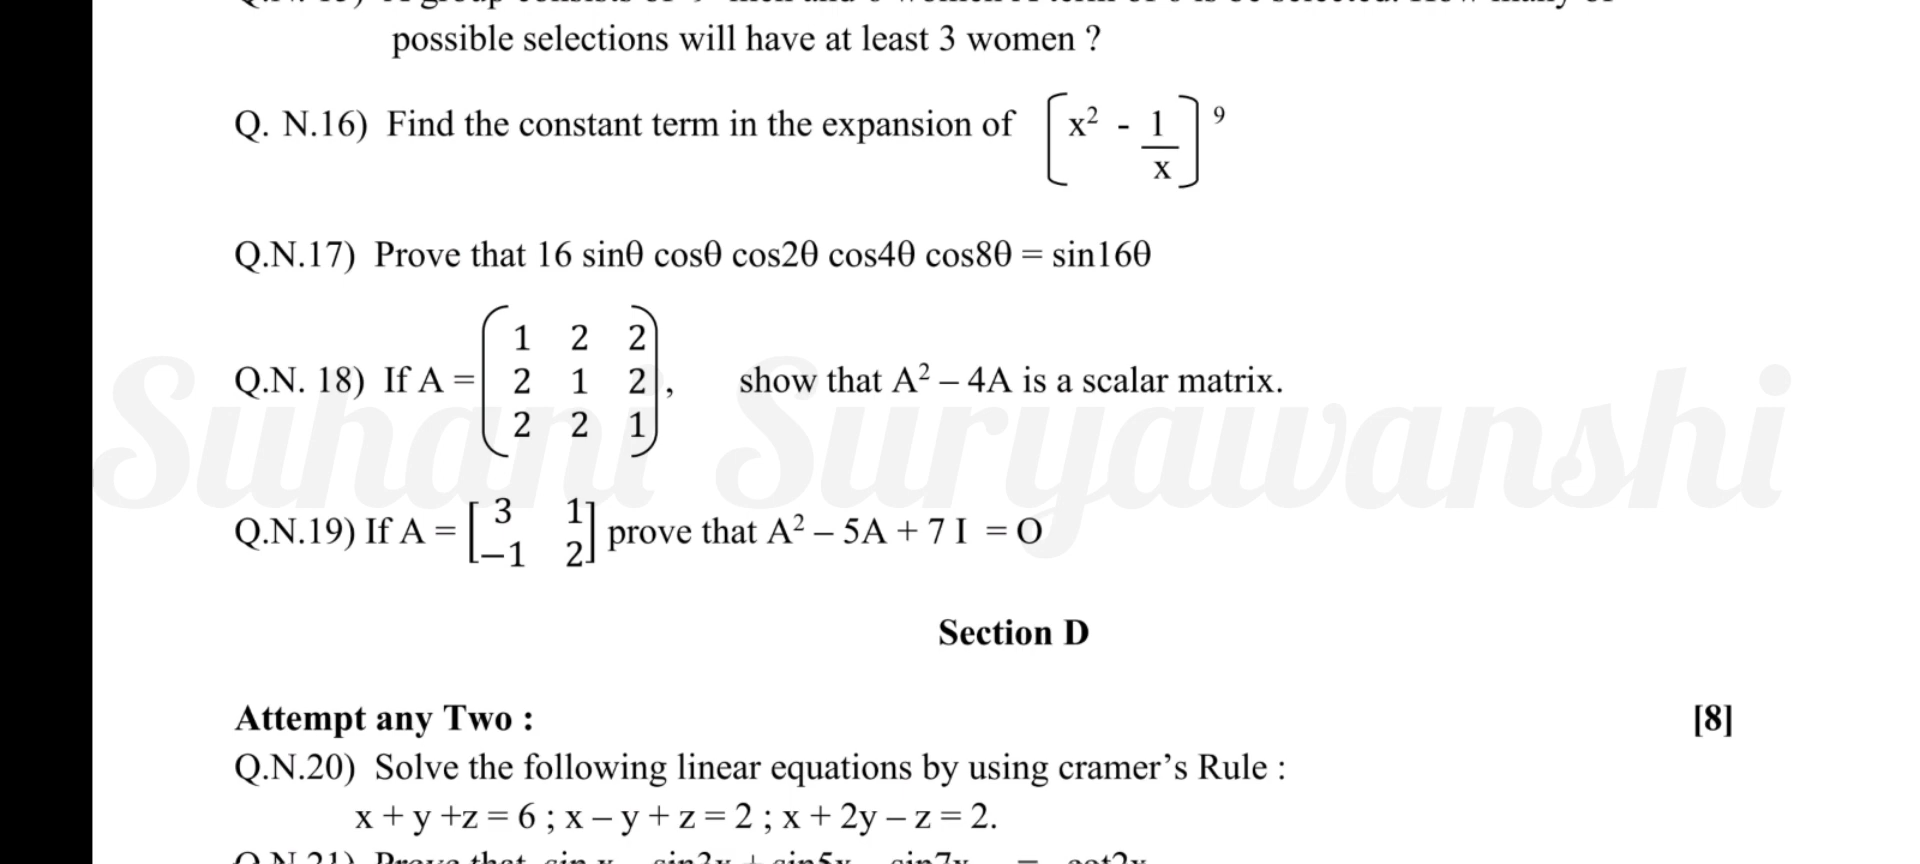 possible selections will have at least 3 women ?
Q. N.16) Find the constant term in the expansion of [x² - 1/x]⁹
Q.N.17) Prove that 16 sinθ cosθ cos2θ cos4θ cos8θ = sin16θ
1 2 2
Q.N. 18) If A = 2 1 2 , show that A² – 4A is a scalar matrix.
2 2 1
Q.N.19) If A = [3 1 −1 2] prove that A² – 5A + 7 I = O
Suhani Suryawanshi
Section D
Attempt any Two : [8]
Q.N.20) Solve the following linear equations by using cramer’s Rule :
x + y +z = 6 ; x – y + z = 2 ; x + 2y – z = 2.